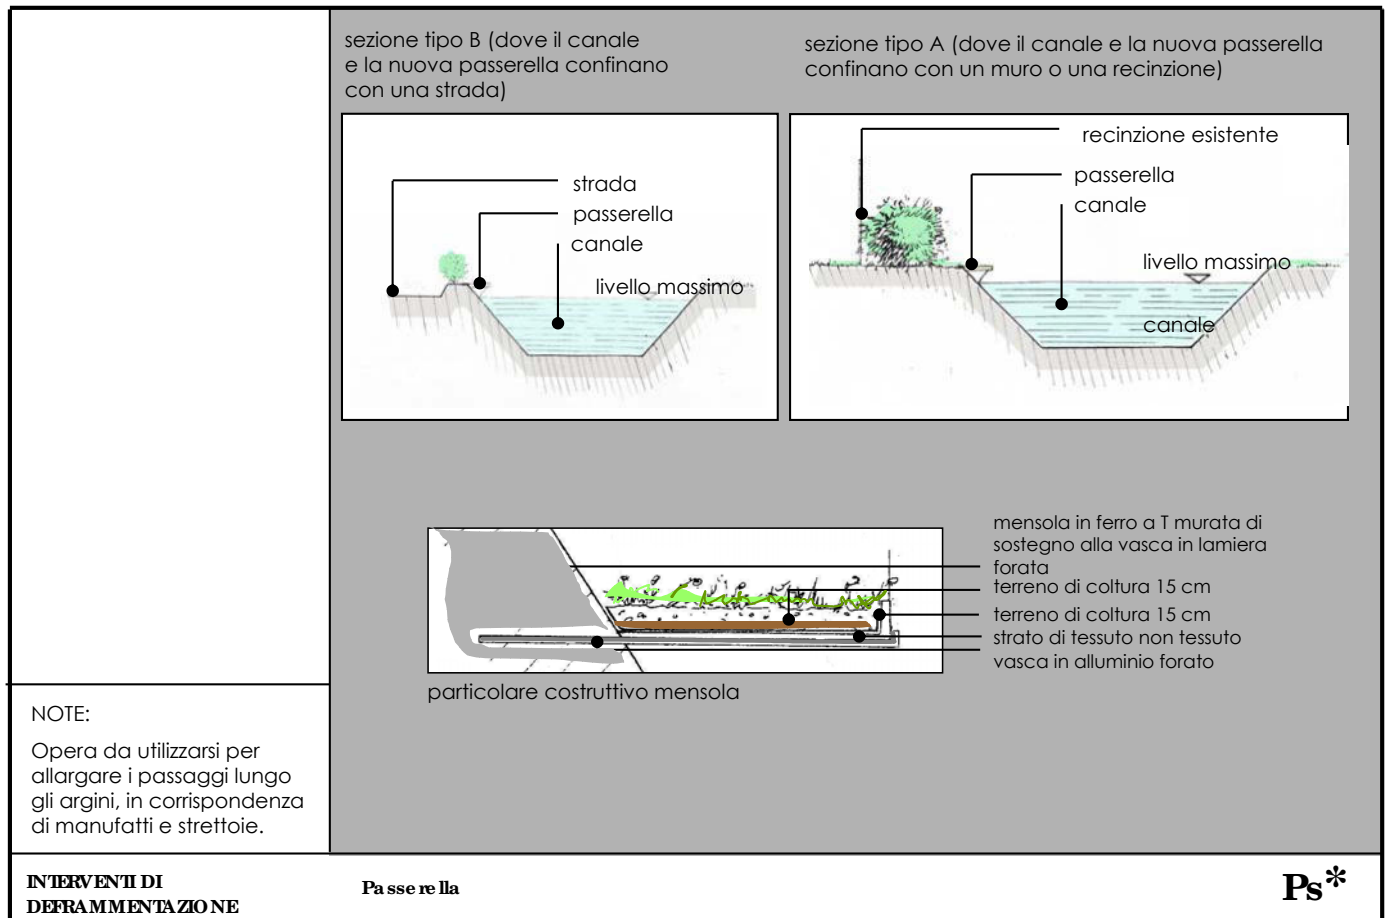 sezione tipo B (dove il canale
e la nuova passerella confinano
con una strada)
strada
passerella
canale
livello massimo
sezione tipo A (dove il canale e la nuova passerella
confinano con un muro o una recinzione)
recinzione esistente
passerella
canale
livello massimo
canale
mensola in ferro a T murata di
sostegno alla vasca in lamiera
forata
terreno di coltura 15 cm
terreno di coltura 15 cm
strato di tessuto non tessuto
vasca in alluminio forato
particolare costruttivo mensola
NOTE:
Opera da utilizzarsi per
allargare i passaggi lungo
gli argini, in corrispondenza
di manufatti e strettoie.
INTERVENTI DI
DEFRAMMENTAZIONE
Passerella
Ps*